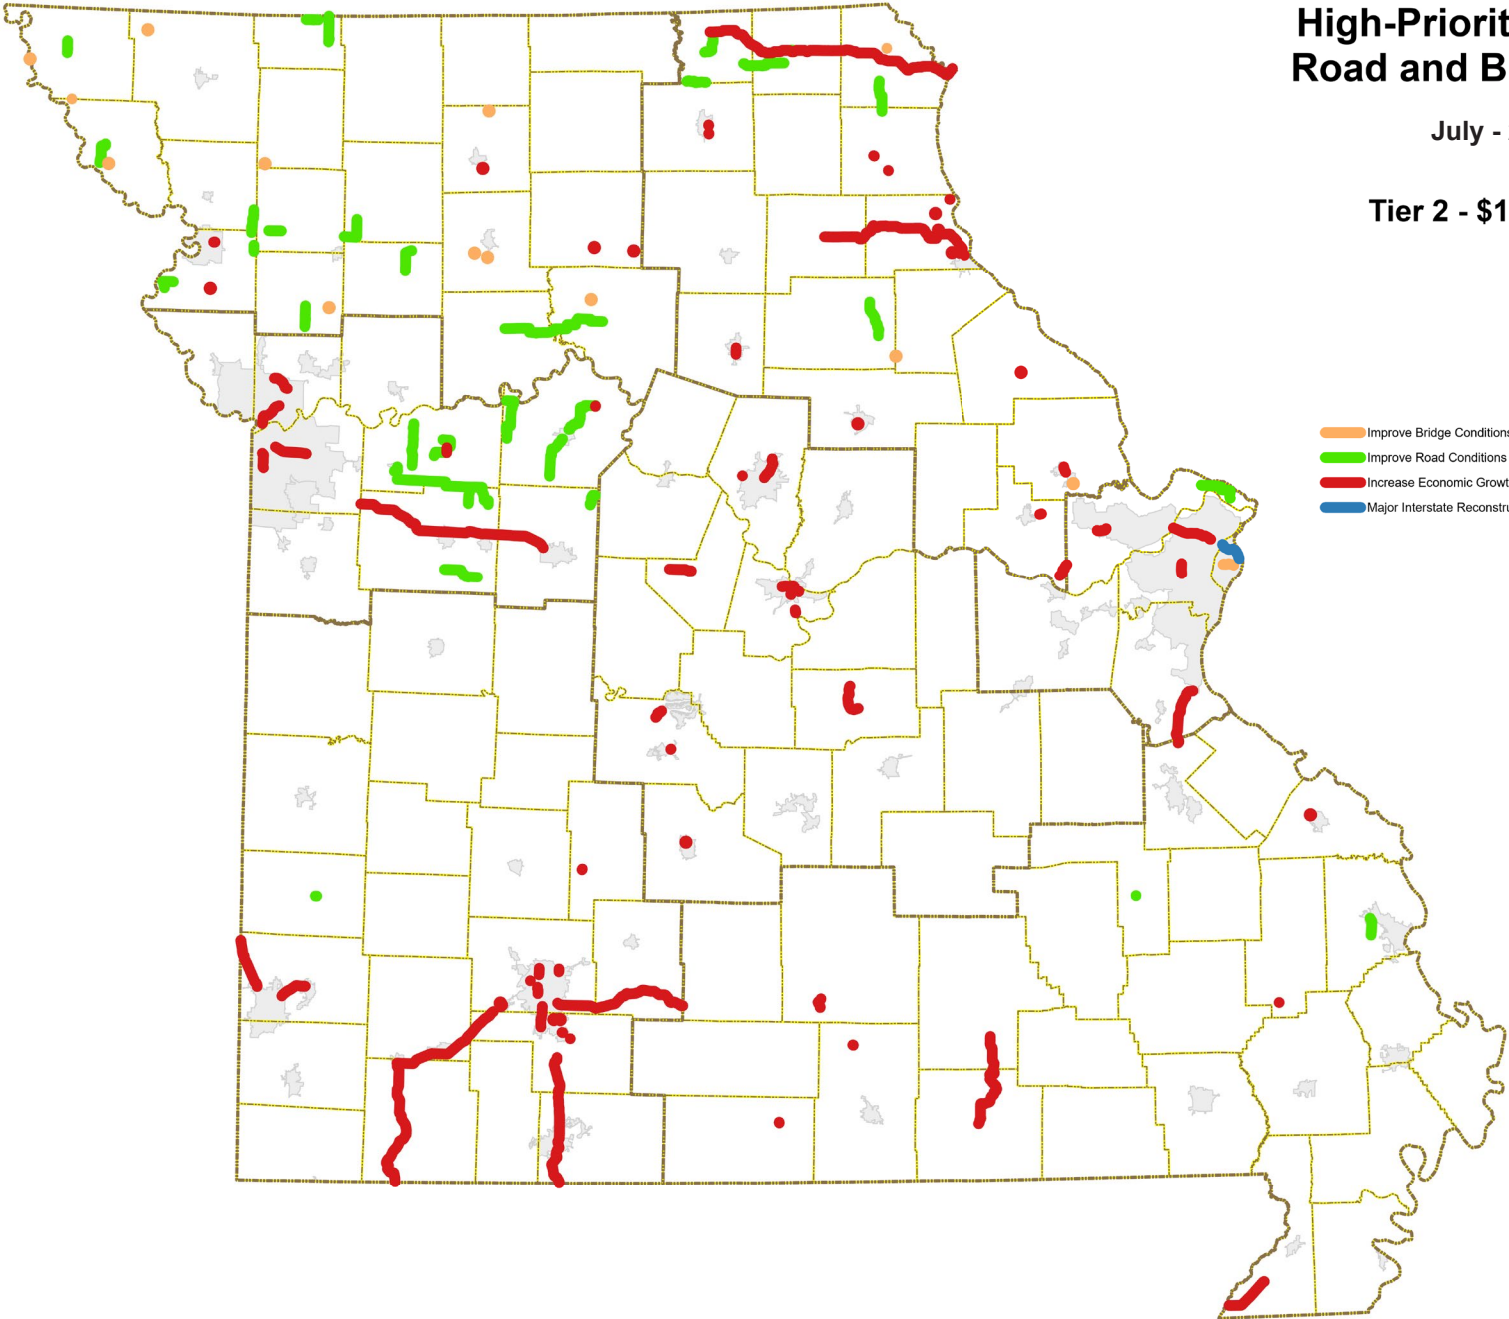 High-Priorit
Road and B
July -
Tier 2 - $1
Improve Bridge Conditions
Improve Road Conditions
Increase Economic Growt
Major Interstate Reconstru